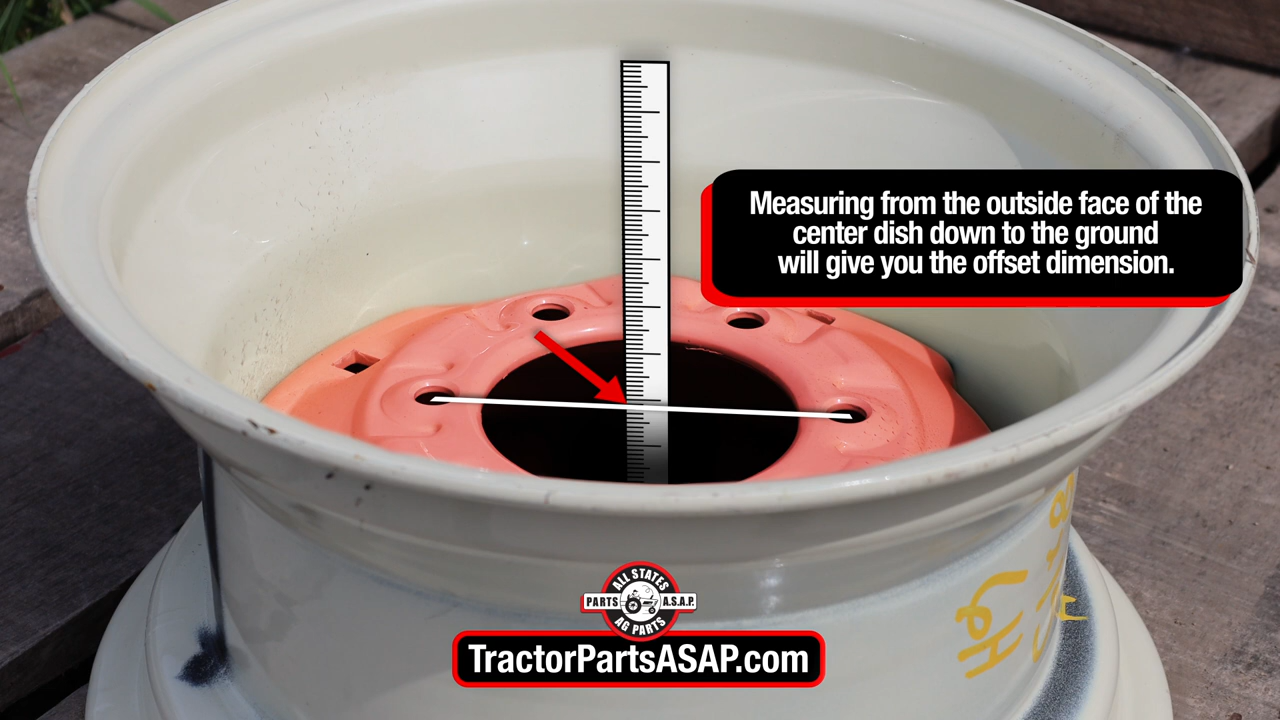 Measuring from the outside face of the
center dish down to the ground
will give you the offset dimension.
ALL STATES
PARTS A.S.A.P.
AG PARTS
TractorPartsASAP.com